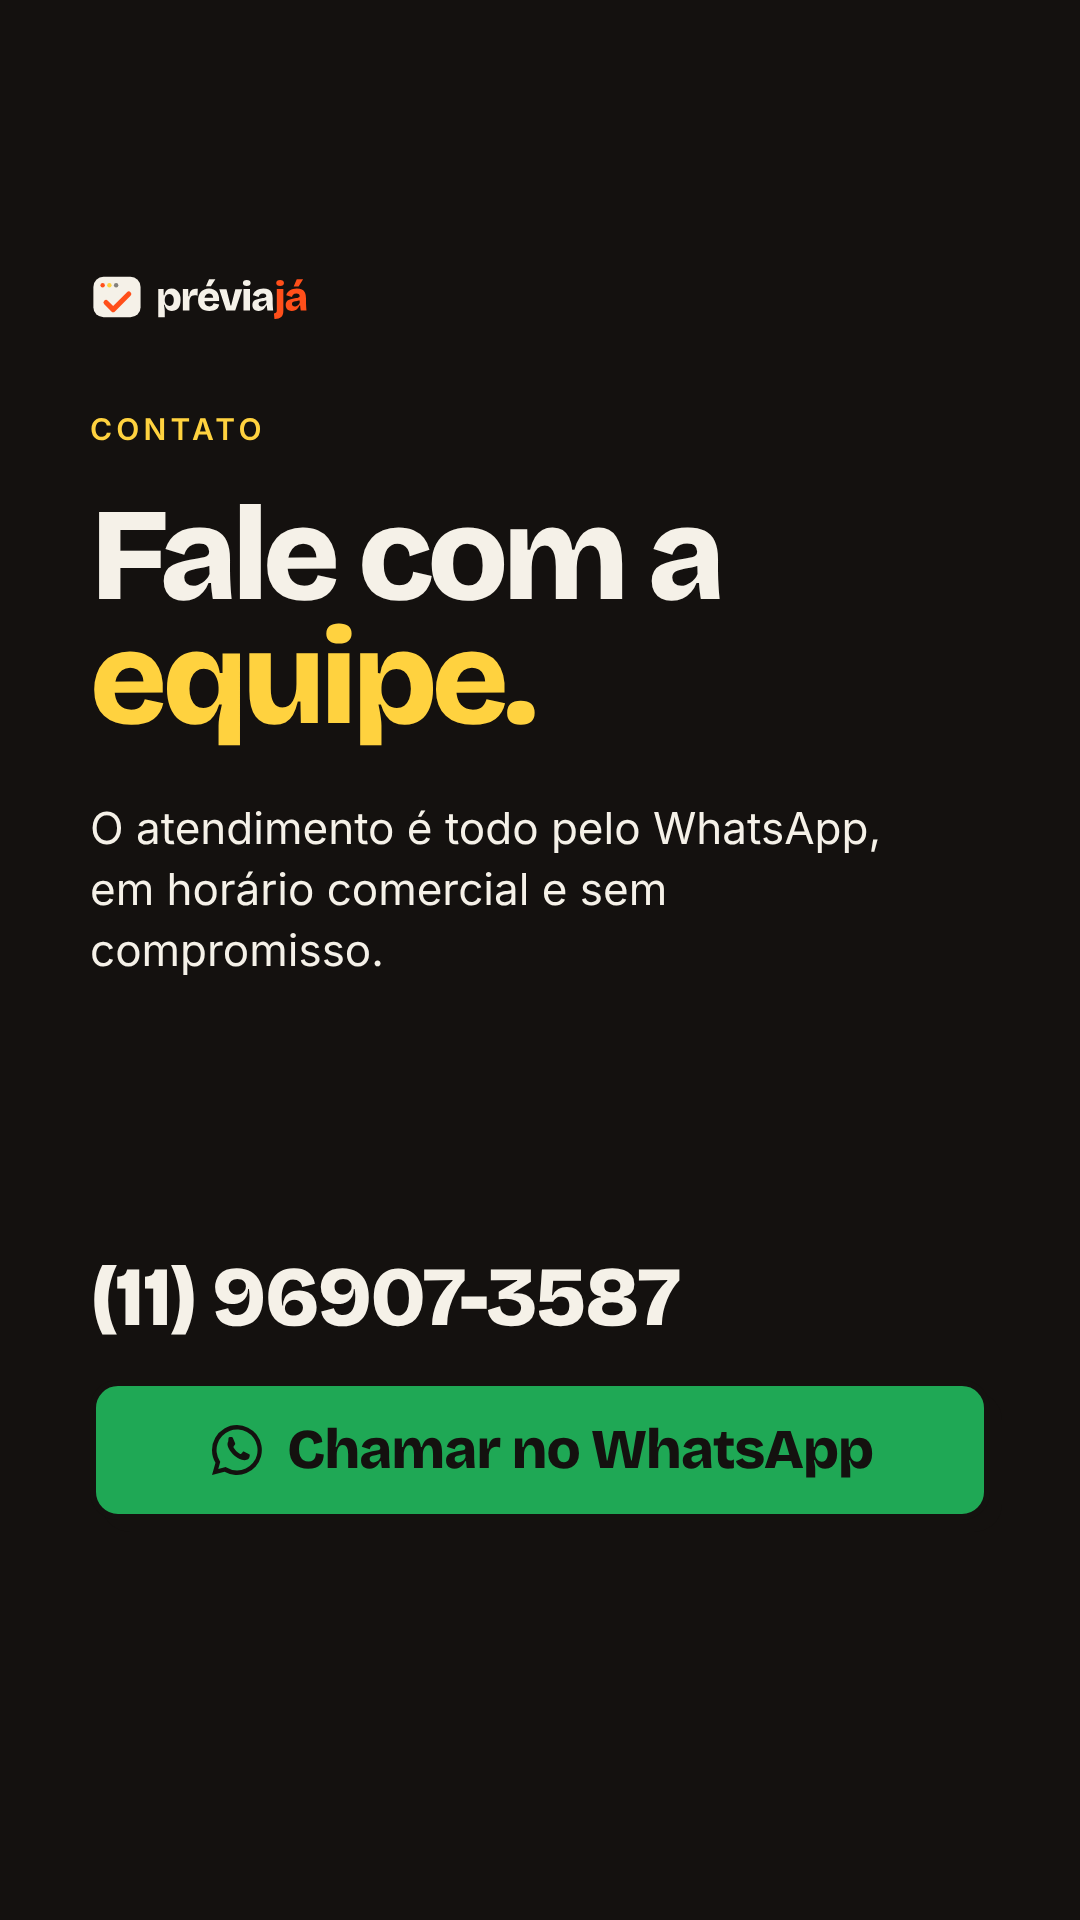 préviajá
CONTATO
Fale com a
equipe.
O atendimento é todo pelo WhatsApp,
em horário comercial e sem
compromisso.
(11) 96907-3587
Chamar no WhatsApp